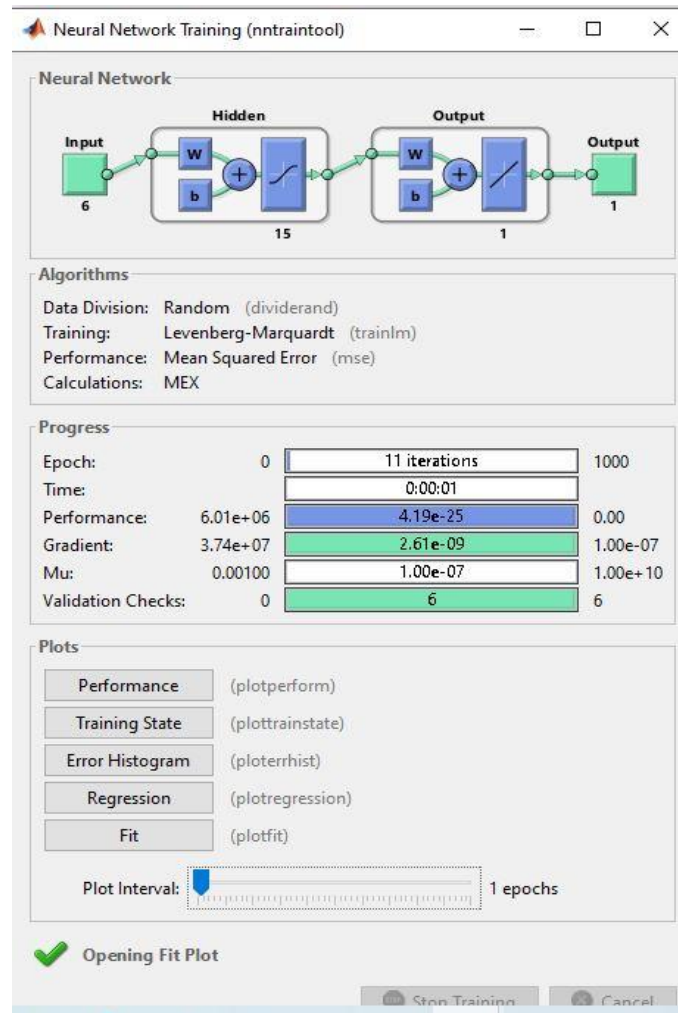 Neural Network Training (nntraintool)
Neural Network
Hidden
Output
Input
W
b
+
W
b
+
Output
6
15
1
1
Algorithms
Data Division: Random (dividerand)
Training: Levenberg-Marquardt (trainlm)
Performance: Mean Squared Error (mse)
Calculations: MEX
Progress
Epoch: 0 11 iterations 1000
Time: 0:00:01
Performance: 6.01e+06 4.19e-25 0.00
Gradient: 3.74e+07 2.61e-09 1.00e-07
Mu: 0.00100 1.00e-07 1.00e+10
Validation Checks: 0 6 6
Plots
Performance (plotperform)
Training State (plottrainstate)
Error Histogram (ploterrhist)
Regression (plotregression)
Fit (plotfit)
Plot Interval: 1 epochs
Opening Fit Plot
Stop Training Cancel